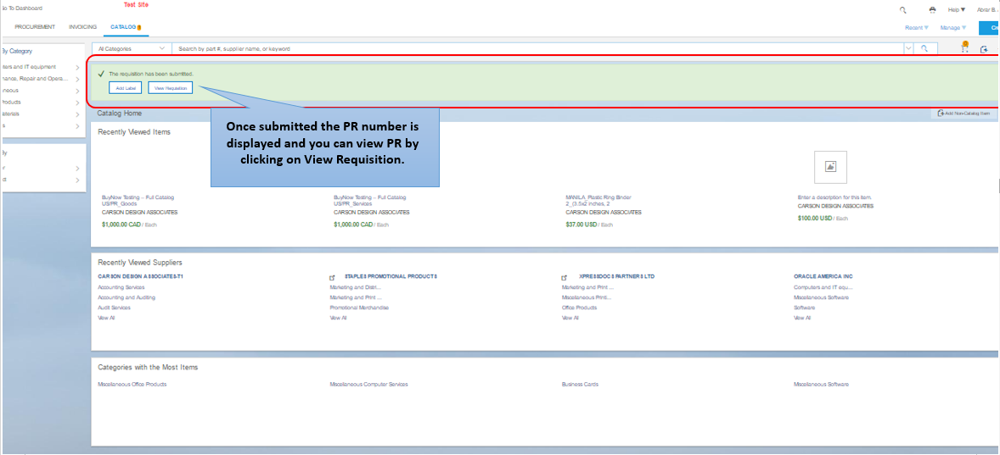 Go To Dashboard
Test Site
Help
PROCUREMENT INVOICING CATALOG
Recent Manage
By Category
All Categories Search by part #, supplier name, or keyword
ters and IT equipment
nance, Repair and Opera...
neous
Products
aterials
s
The requisition has been submitted.
Add Label View Requisition
Once submitted the PR number is
displayed and you can view PR by
clicking on View Requisition.
Catalog Home
Add Non-Catalog Item
Recently Viewed Items
By
BuyNow Testing – Full Catalog
US/PR_Goods
CARSON DESIGN ASSOCIATES
$1,000.00 CAD / Each
BuyNow Testing – Full Catalog
US/PR_Services
CARSON DESIGN ASSOCIATES
$1,000.00 CAD / Each
MANILA_Plastic Ring Binder
2_(3.5x2 inches, 2
CARSON DESIGN ASSOCIATES
$37.00 USD / Each
Enter a description for this item.
CARSON DESIGN ASSOCIATES
$100.00 USD / Each
Recently Viewed Suppliers
CARSON DESIGN ASSOCIATES-T1
Accounting Services
Accounting and Auditing
Audit Services
View All
STAPLES PROMOTIONAL PRODUCTS
Marketing and Distri...
Marketing and Print ...
Promotional Merchandise
View All
XPRESSDOCS PARTNERS LTD
Marketing and Print ...
Miscellaneous Printi...
Office Products
View All
ORACLE AMERICA INC
Computers and IT equ...
Miscellaneous Software
Software
View All
Categories with the Most Items
Miscellaneous Office Products
Miscellaneous Computer Services
Business Cards
Miscellaneous Software